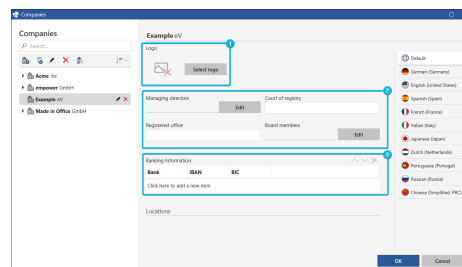 Companies
Companies
Search...
Acme Inc
empower GmbH
Example eV
Made in Office GmbH
Example eV
1
Logo
Select logo
2
Managing directors
Edit
Court of registry
Registered office
Board members
Edit
3
Banking Information
Bank IBAN BIC
Click here to add a new item
Locations
Default
German (Germany)
English (United States)
Spanish (Spain)
French (France)
Italian (Italy)
Japanese (Japan)
Dutch (Netherlands)
Portuguese (Portugal)
Russian (Russia)
Chinese (Simplified, PRC)
OK Cancel